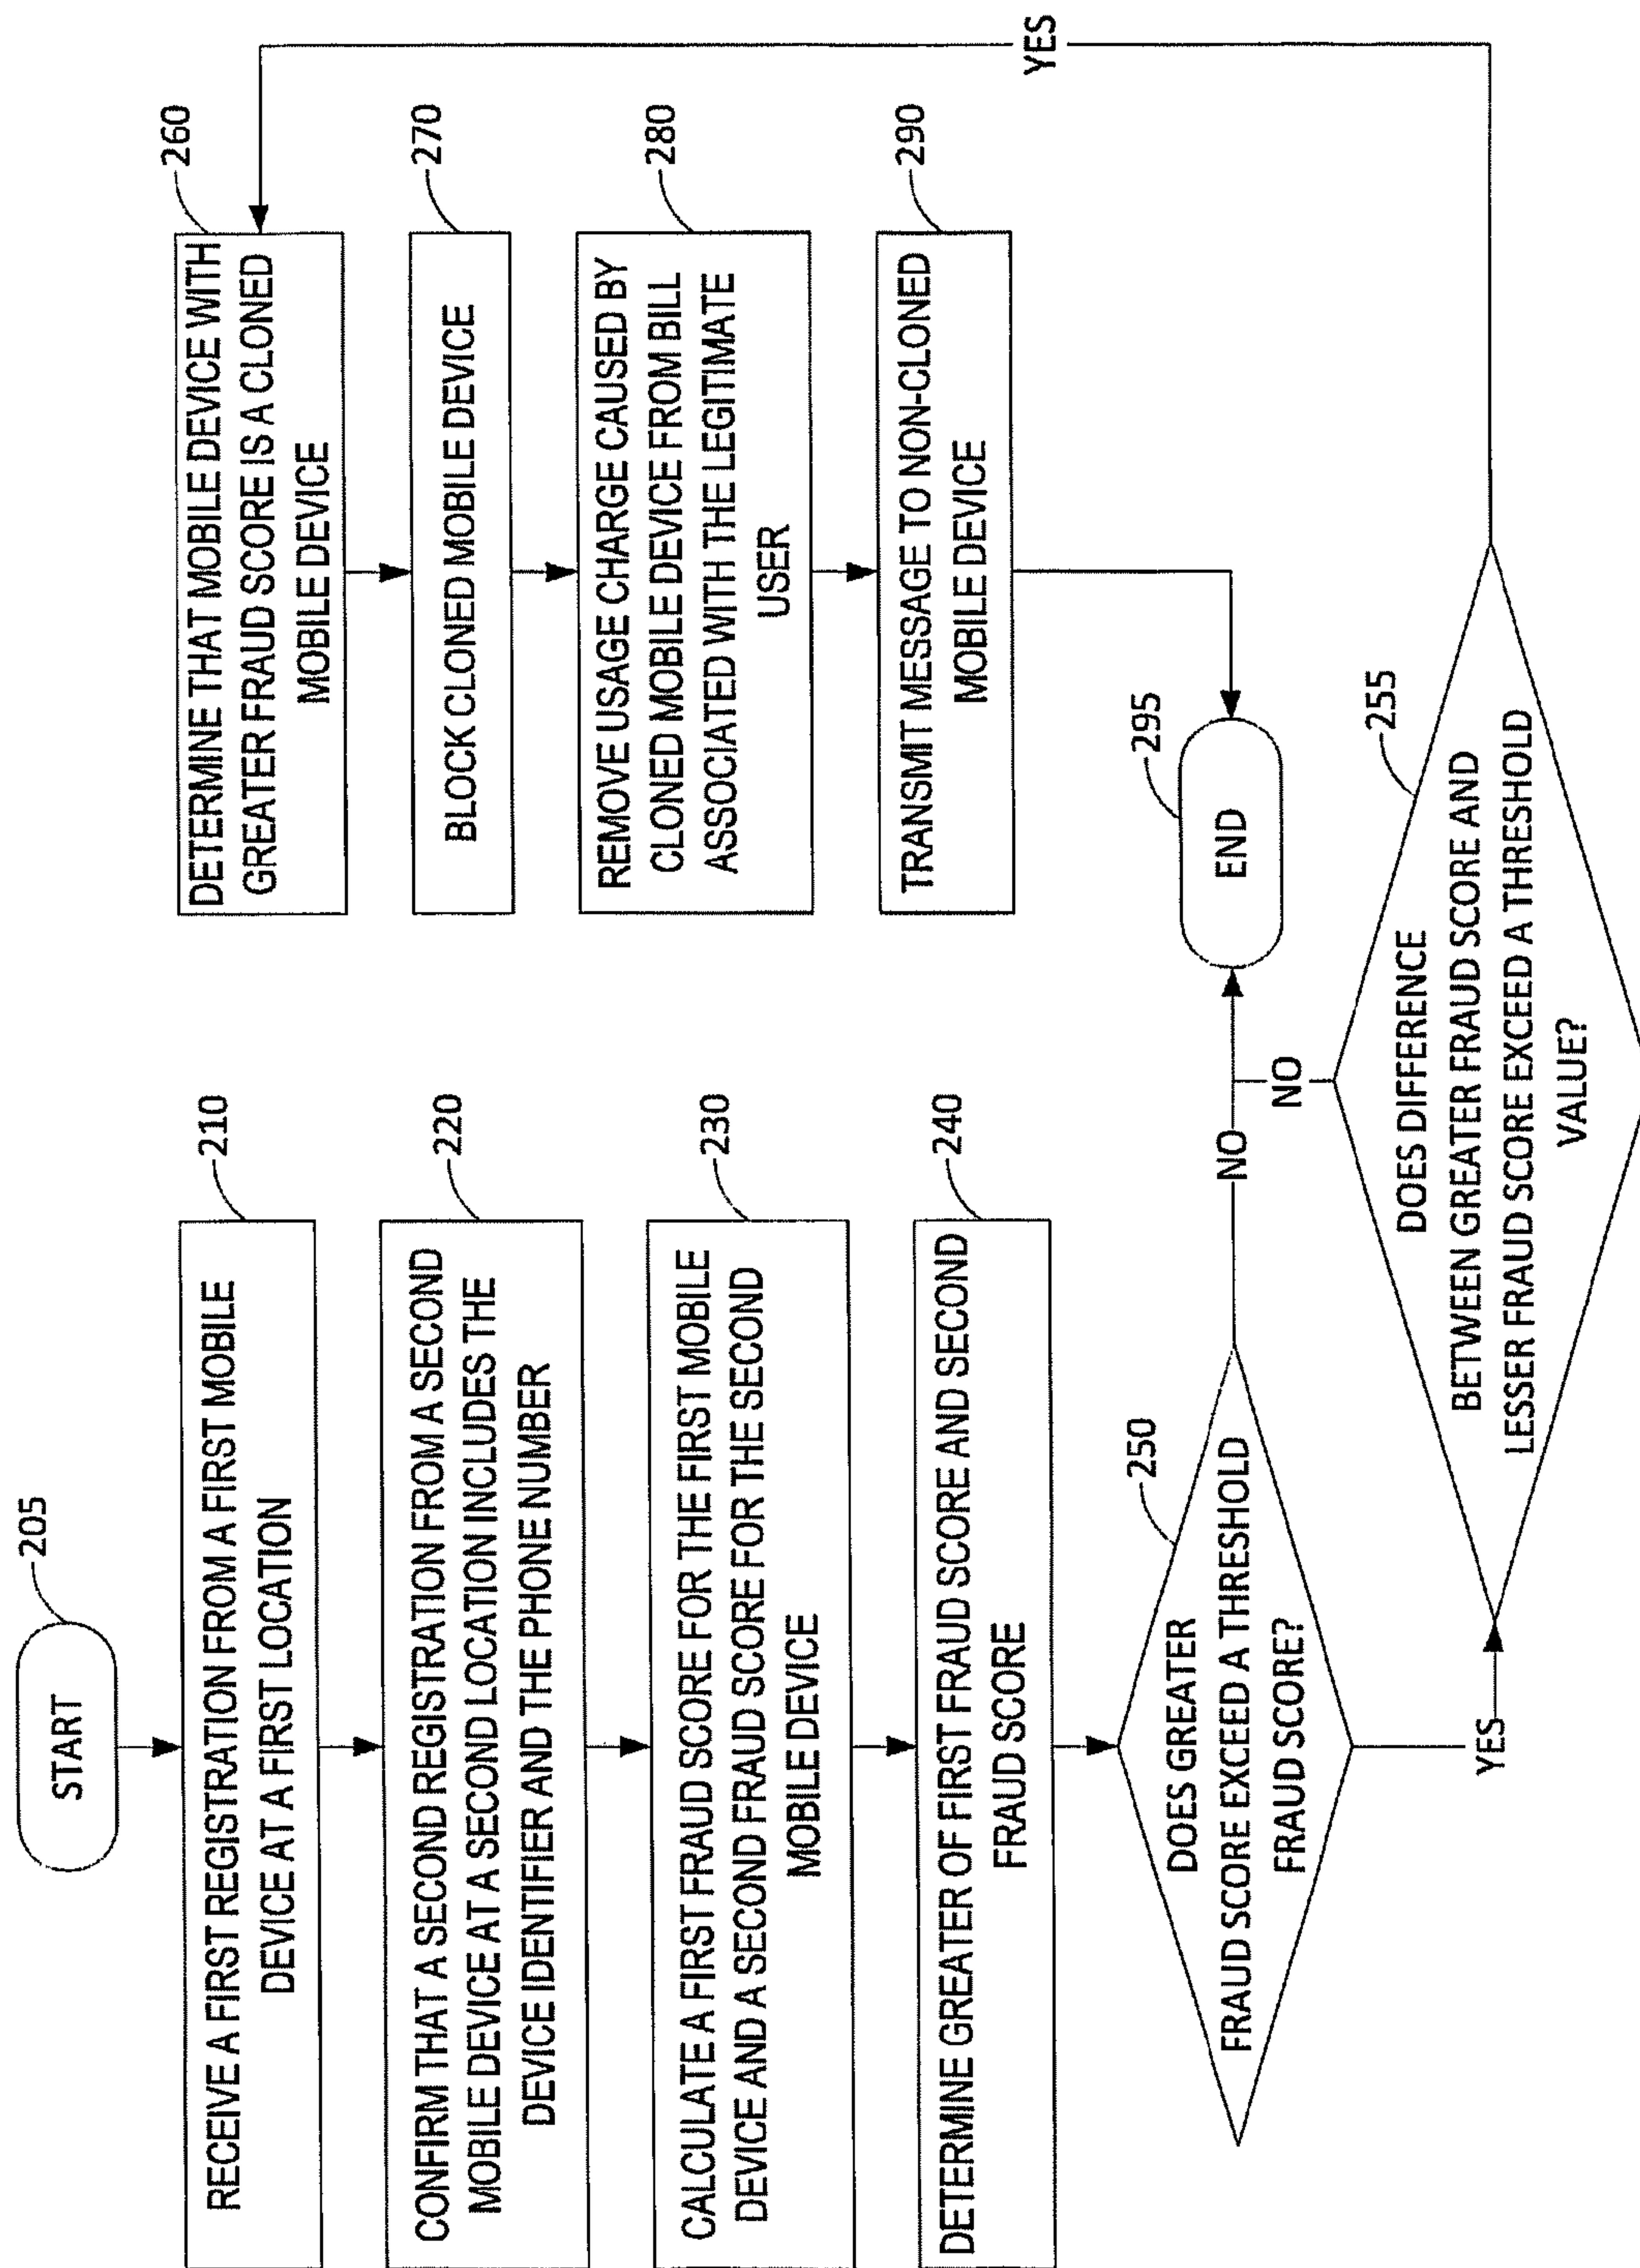 START
205
RECEIVE A FIRST REGISTRATION FROM A FIRST MOBILE
DEVICE AT A FIRST LOCATION
210
CONFIRM THAT A SECOND REGISTRATION FROM A SECOND
MOBILE DEVICE AT A SECOND LOCATION INCLUDES THE
DEVICE IDENTIFIER AND THE PHONE NUMBER
220
CALCULATE A FIRST FRAUD SCORE FOR THE FIRST MOBILE
DEVICE AND A SECOND FRAUD SCORE FOR THE SECOND
MOBILE DEVICE
230
DETERMINE GREATER OF FIRST FRAUD SCORE AND SECOND
FRAUD SCORE
240
DOES GREATER
FRAUD SCORE EXCEED A THRESHOLD
FRAUD SCORE?
250
NO
YES
DOES DIFFERENCE
BETWEEN GREATER FRAUD SCORE AND
LESSER FRAUD SCORE EXCEED A THRESHOLD
VALUE?
255
NO
YES
DETERMINE THAT MOBILE DEVICE WITH
GREATER FRAUD SCORE IS A CLONED
MOBILE DEVICE
260
BLOCK CLONED MOBILE DEVICE
270
REMOVE USAGE CHARGE CAUSED BY
CLONED MOBILE DEVICE FROM BILL
ASSOCIATED WITH THE LEGITIMATE
USER
280
TRANSMIT MESSAGE TO NON-CLONED
MOBILE DEVICE
290
END
295